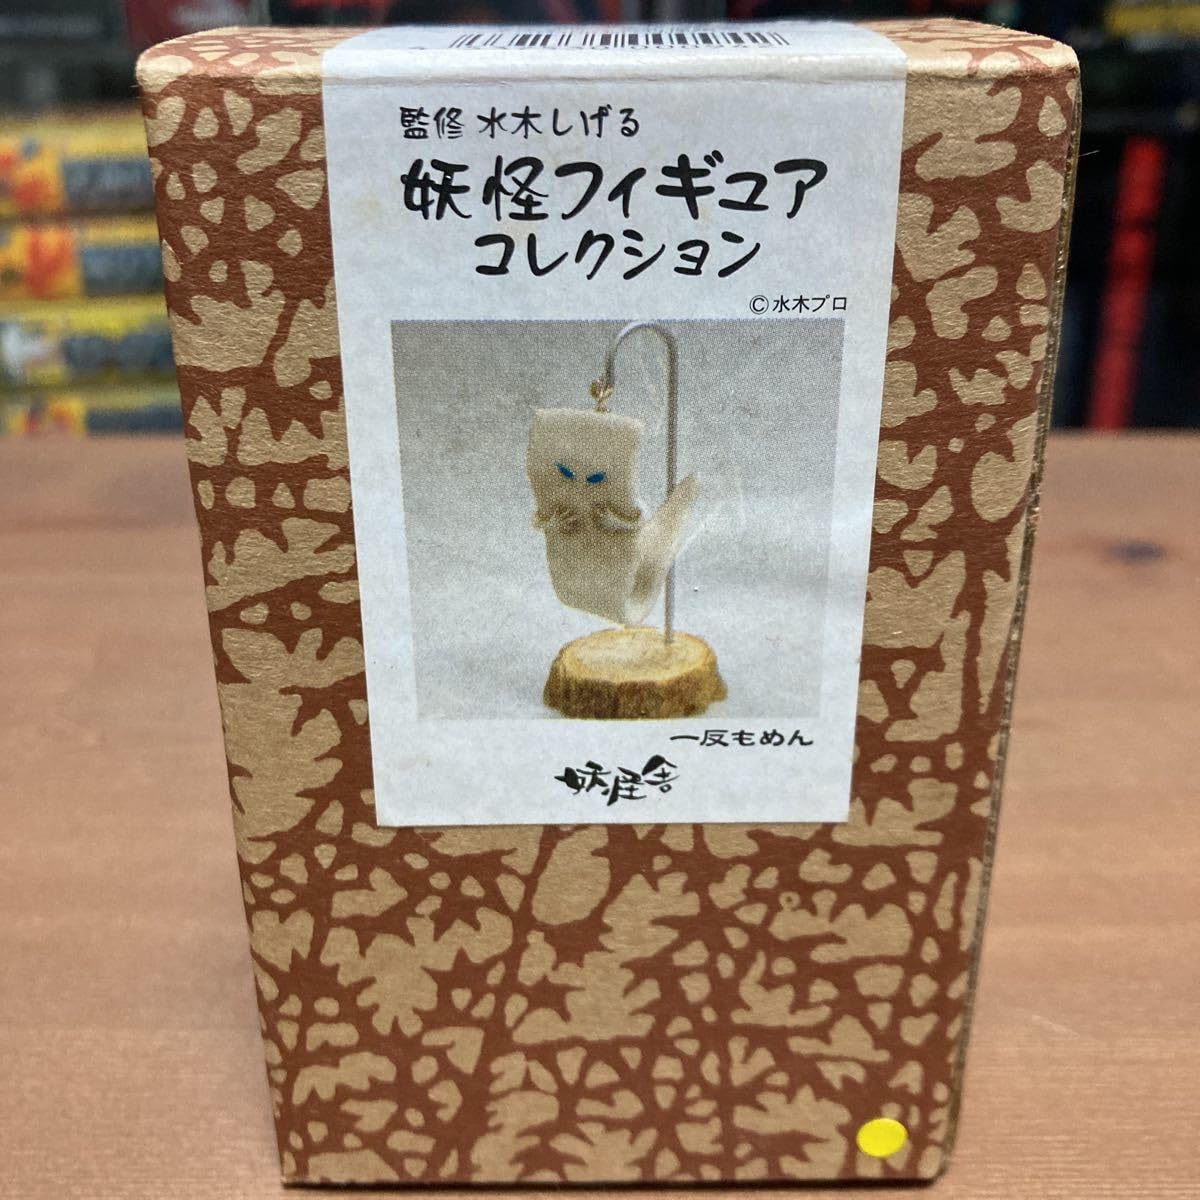 監修 水木しげる
妖怪フィギュア
コレクション
©水木プロ
一反もめん
妖怪舎